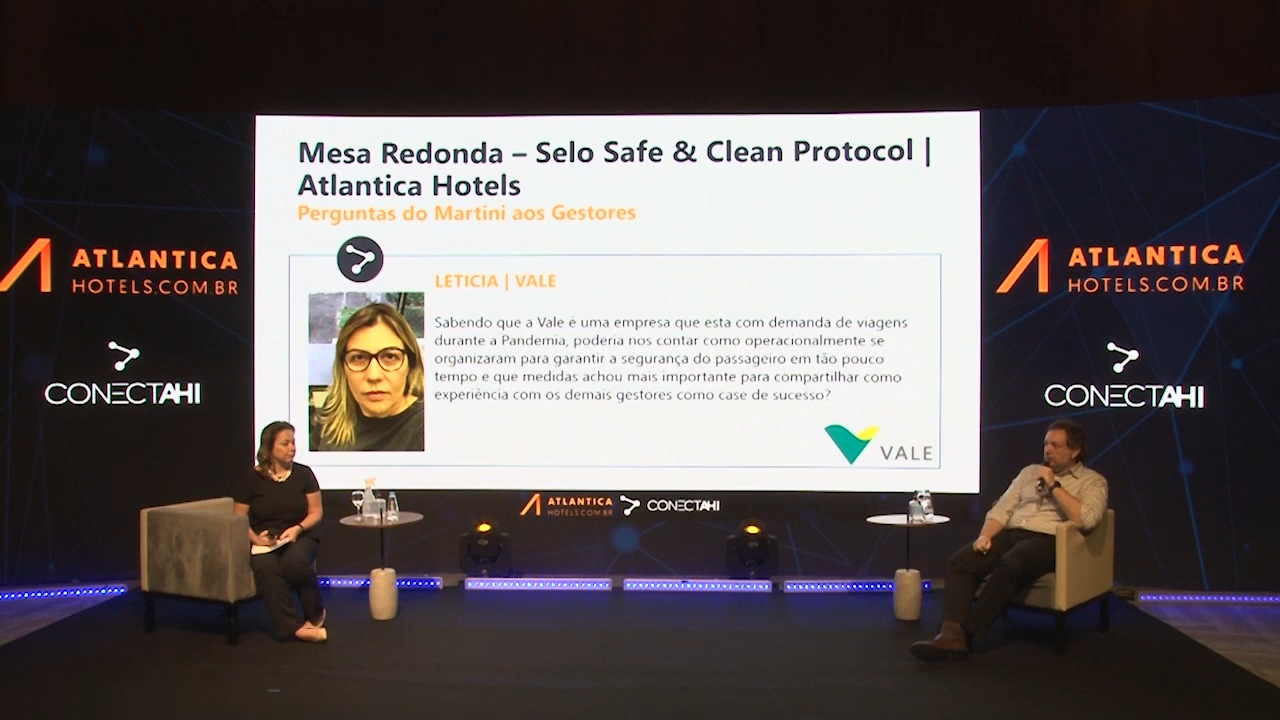 Mesa Redonda – Selo Safe & Clean Protocol |
Atlantica Hotels
Perguntas do Martini aos Gestores
LETICIA | VALE
Sabendo que a Vale é uma empresa que esta com demanda de viagens
durante a Pandemia, poderia nos contar como operacionalmente se
organizaram para garantir a segurança do passageiro em tão pouco
tempo e que medidas achou mais importante para compartilhar como
experiência com os demais gestores como case de sucesso?
VALE
ATLANTICA
HOTELS.COM.BR
CONECTAHI
ATLANTICA
HOTELS.COM.BR
CONECTAHI
ATLANTICA
HOTELS.COM.BR
CONECTAHI